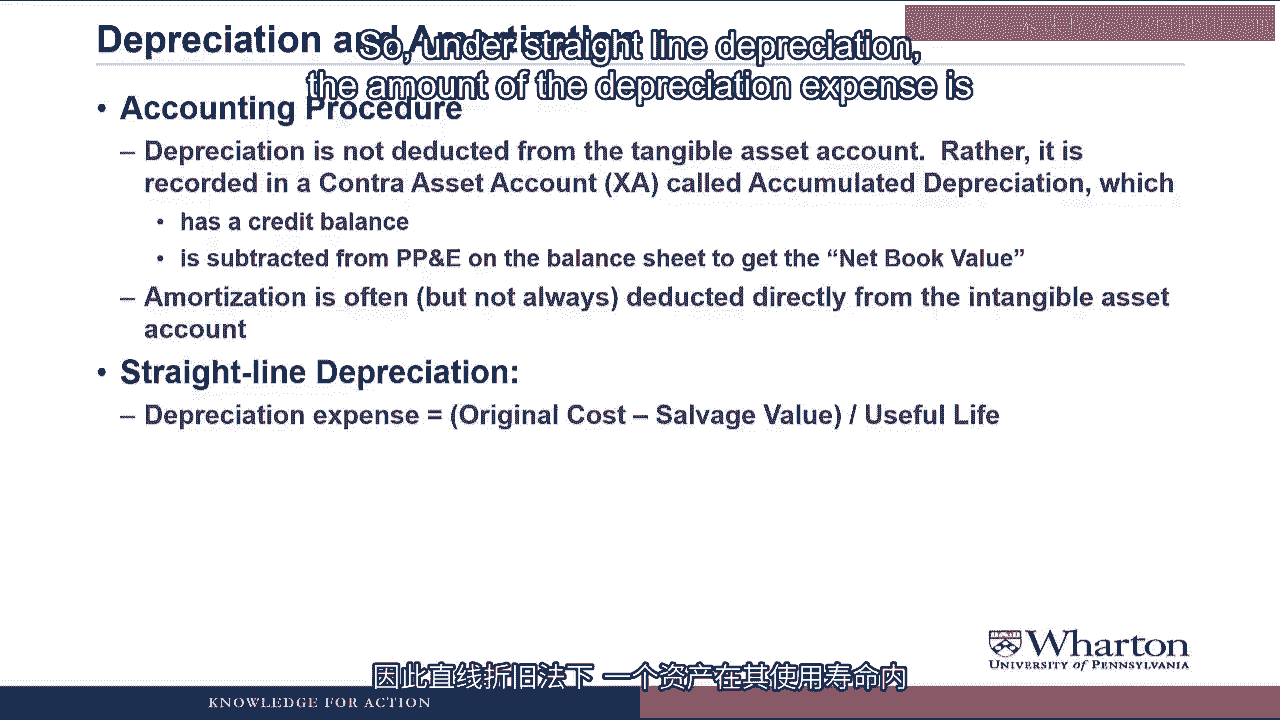 Depreciation and Amortization
So, under straight line depreciation,
the amount of the depreciation expense is
• Accounting Procedure
– Depreciation is not deducted from the tangible asset account. Rather, it is
recorded in a Contra Asset Account (XA) called Accumulated Depreciation, which
• has a credit balance
• is subtracted from PP&E on the balance sheet to get the “Net Book Value”
– Amortization is often (but not always) deducted directly from the intangible asset
account
• Straight-line Depreciation:
– Depreciation expense = (Original Cost – Salvage Value) / Useful Life
Wharton
UNIVERSITY of PENNSYLVANIA
因此直线折旧法下 一个资产在其使用寿命内
KNOWLEDGE FOR ACTION